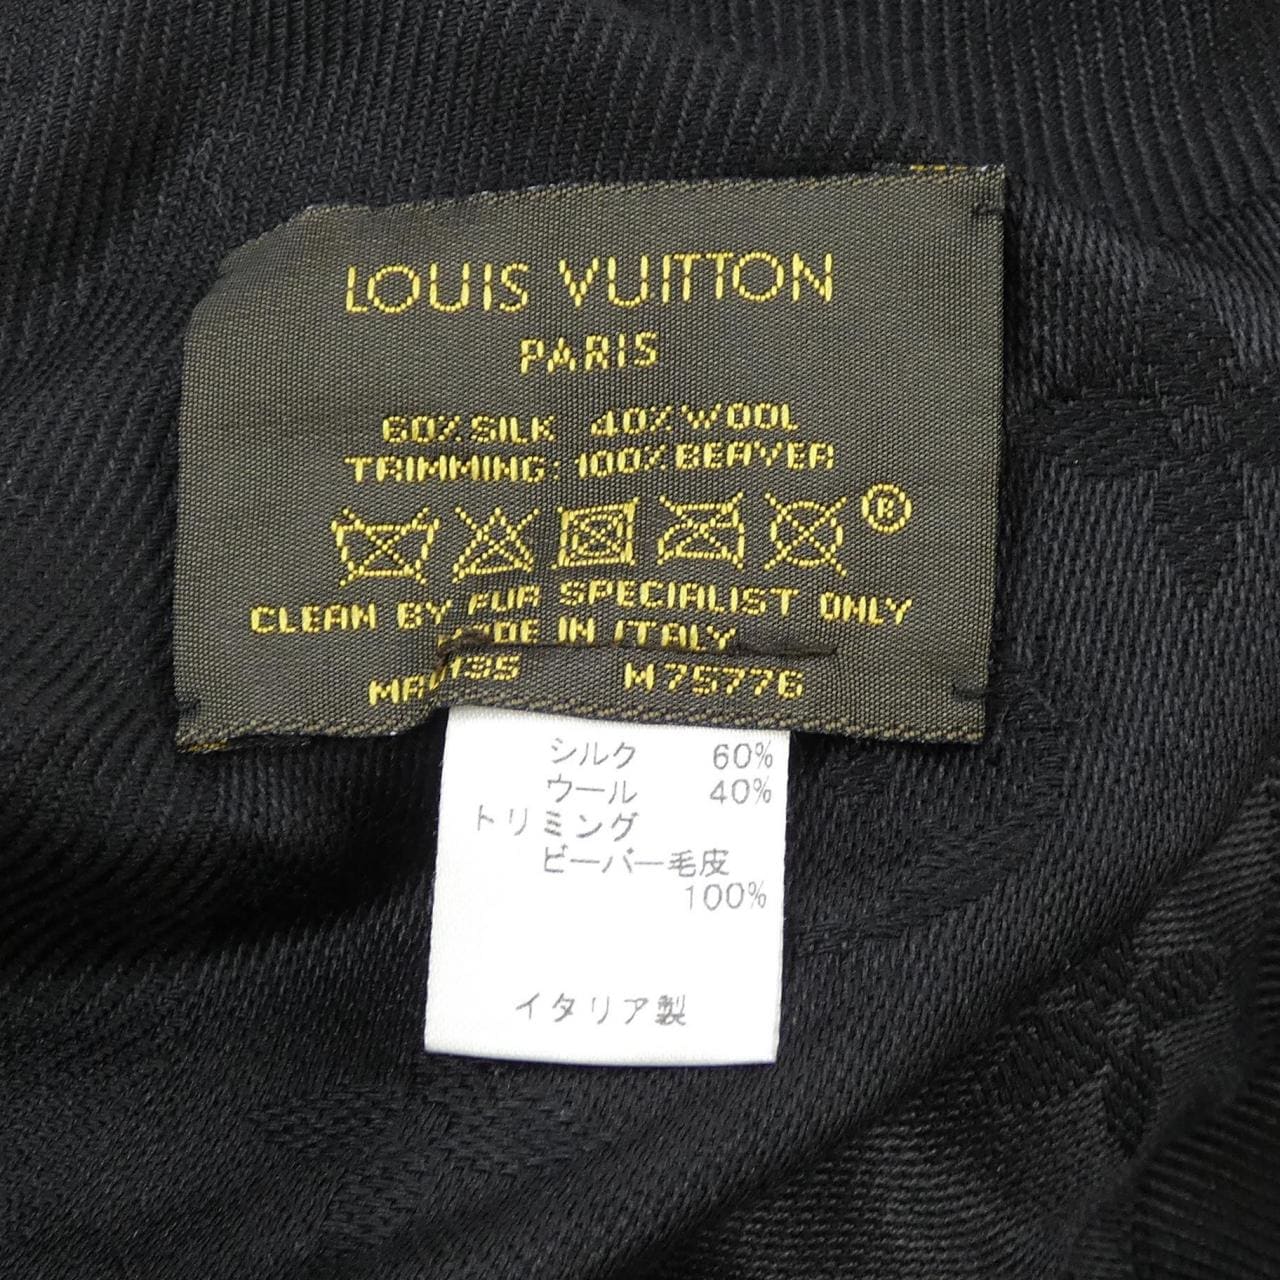 LOUIS VUITTON
PARIS
60% SILK 40% WOOL
TRIMMING: 100% BEAVER
®
CLEAN BY FUR SPECIALIST ONLY
MADE IN ITALY
M75776
シルク 60%
ウール 40%
トリミング
ビーバー毛皮
100%
イタリア製